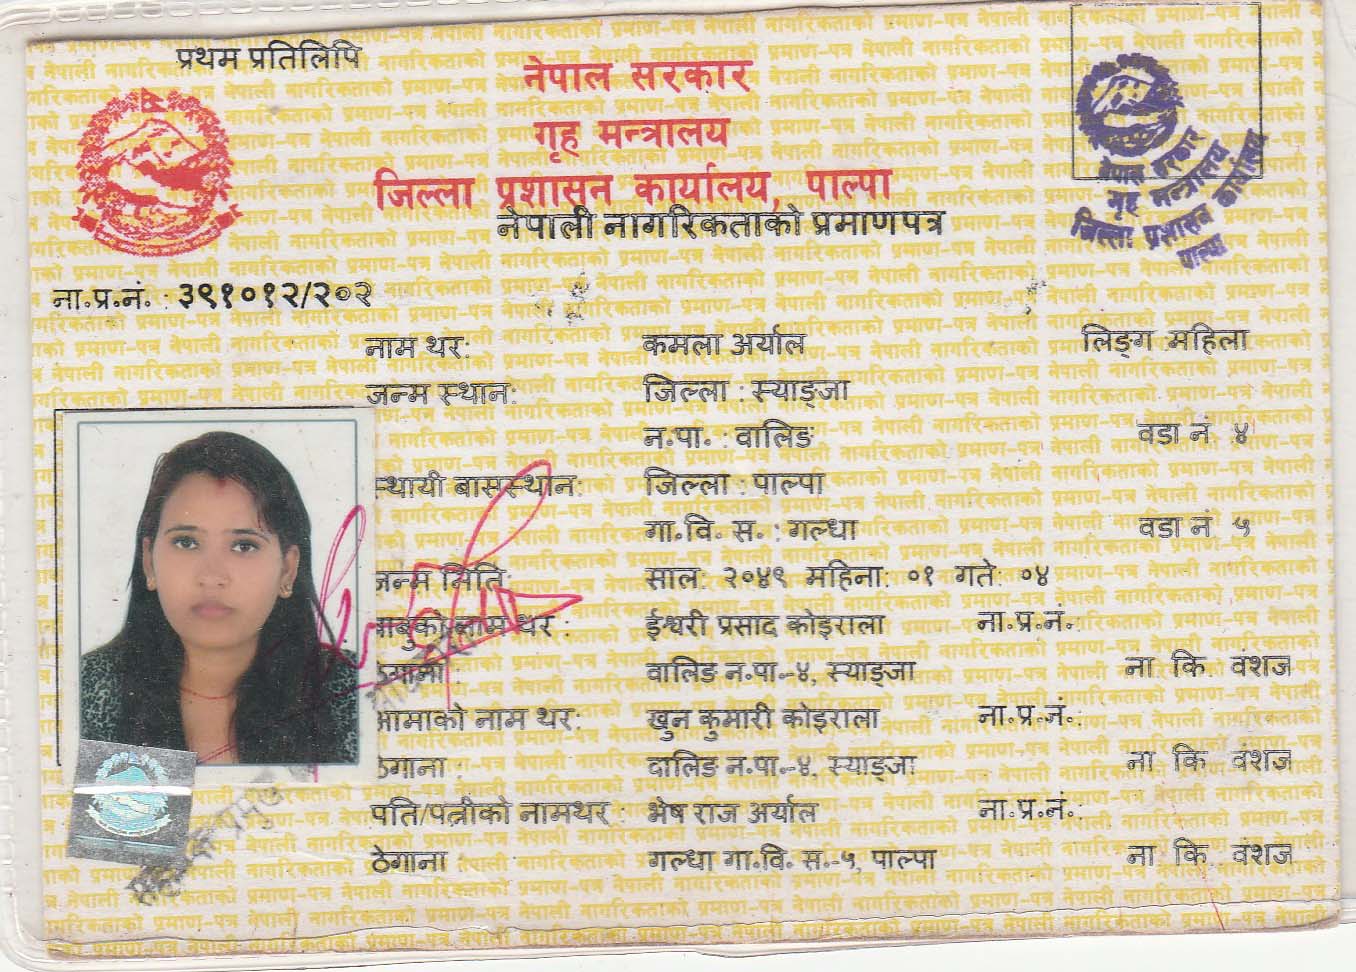 प्रथम प्रतिलिपि
नेपाल सरकार
गृह मन्त्रालय
जिल्ला प्रशासन कार्यालय, पाल्पा
नेपाली नागरिकताको प्रमाणपत्र
नेपाल सरकार
गृह मन्त्रालय
जिल्ला प्रशासन कार्यालय
पाल्पा
ना.प्र.नं. : ३९१०१२/२०२
नाम थर: कमला अर्याल लिङ्ग महिला
जन्म स्थान: जिल्ला : स्याङ्जा
न.पा. : वालिङ वडा नं ४
स्थायी बासस्थान: जिल्ला : पाल्पा
गा.वि. स. : गल्धा वडा नं ५
जन्म मिति: साल: २०४९ महिना: ०१ गते: ०४
बाबुको नाम थर : ईश्वरी प्रसाद कोइराला ना.प्र.नं.:
ठेगाना वालिङ न.पा.-४, स्याङ्जा ना कि वंशज
आमाको नाम थर: खुन कुमारी कोइराला ना.प्र.नं.:
ठेगाना : वालिङ न.पा.-४, स्याङ्जा ना कि वंशज
पति/पत्नीको नामथर : भेष राज अर्याल ना.प्र.नं.:
ठेगाना : गल्धा गा.वि. स.-५, पाल्पा ना कि वंशज